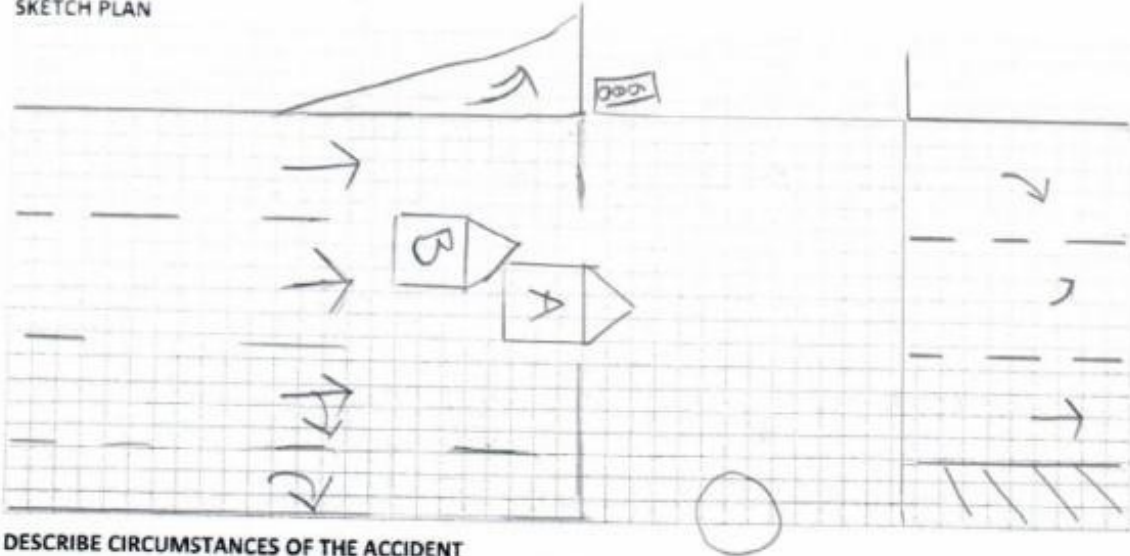 SKETCH PLAN
B
A
DESCRIBE CIRCUMSTANCES OF THE ACCIDENT